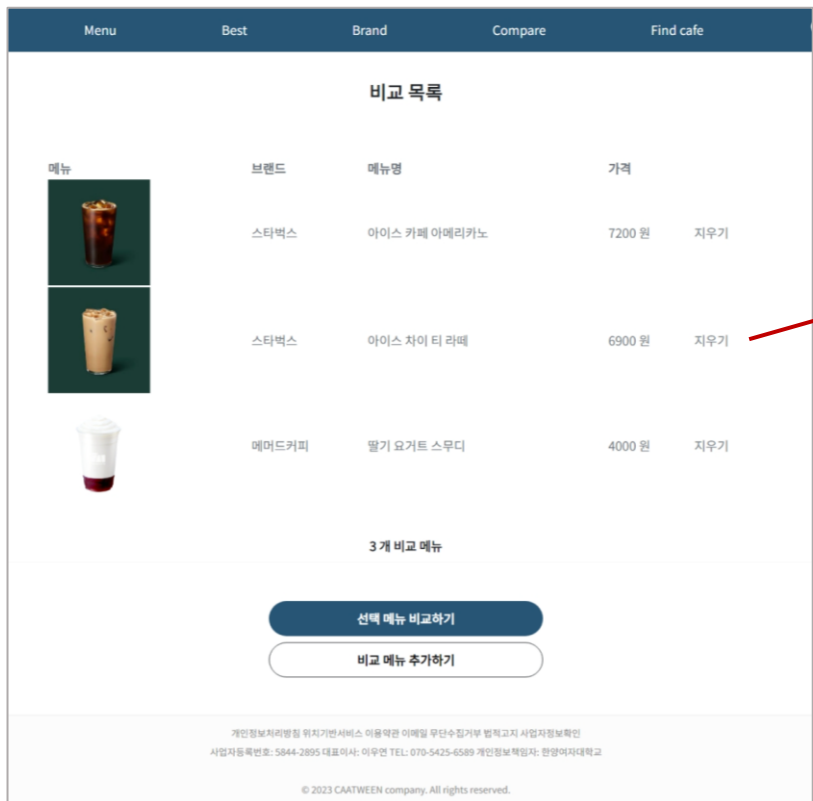 Menu Best Brand Compare Find cafe
비교 목록
메뉴 브랜드 메뉴명 가격
스타벅스 아이스 카페 아메리카노 7200 원 지우기
스타벅스 아이스 차이 티 라떼 6900 원 지우기
메머드커피 딸기 요거트 스무디 4000 원 지우기
3 개 비교 메뉴
선택 메뉴 비교하기
비교 메뉴 추가하기
개인정보처리방침 위치기반서비스 이용약관 이메일 무단수집거부 법적고지 사업자정보확인
사업자등록번호: 5844-2895 대표이사: 이우연 TEL: 070-5425-6589 개인정보책임자: 한양여자대학교
© 2023 CAATWEEN company. All rights reserved.